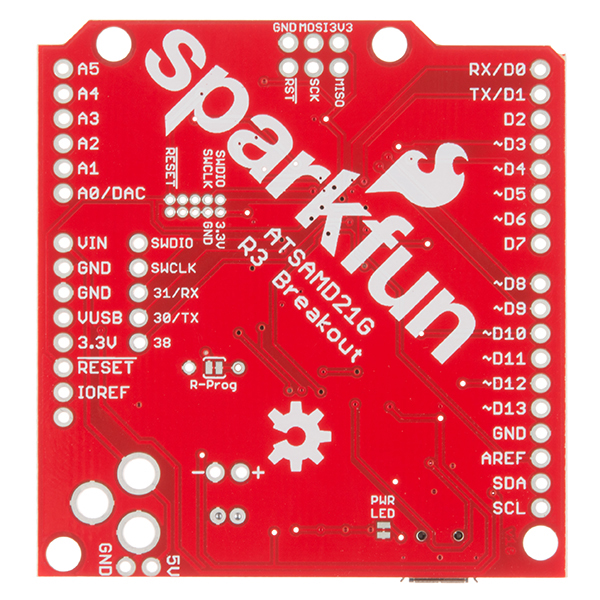 GND MOSI 3V3
RST SCK MISO
sparkfun
ATSAMD21G
R3 Breakout
A5
A4
A3
A2
A1
A0/DAC
RESET
SWCLK
SWDIO
GND
3.3V
VIN
GND
GND
VUSB
3.3V
RESET
IOREF
SWDIO
SWCLK
31/RX
30/TX
38
R-Prog
- +
GND
5V
PWR
LED
RX/D0
TX/D1
D2
~D3
~D4
~D5
~D6
D7
~D8
~D9
~D10
~D11
~D12
~D13
GND
AREF
SDA
SCL